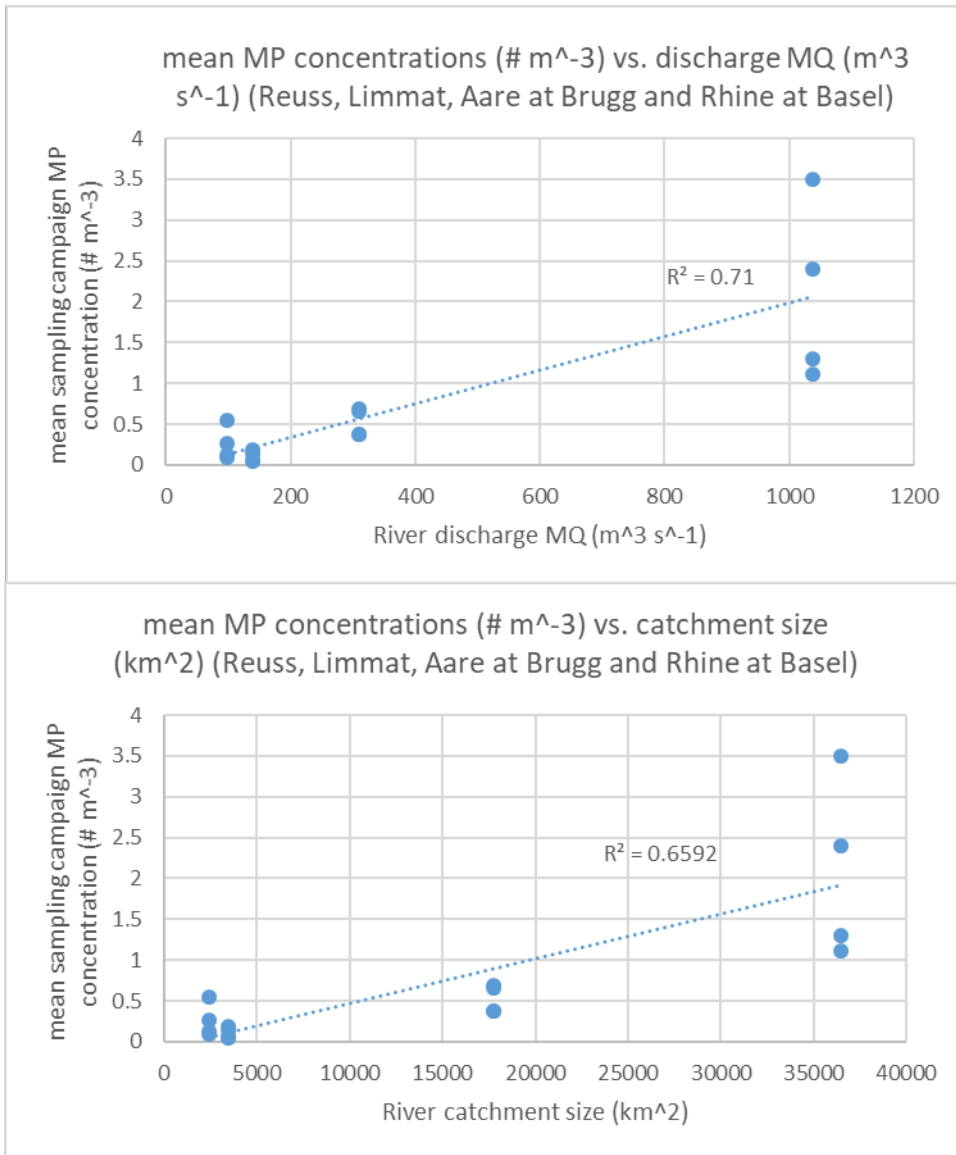 mean MP concentrations (# m^-3) vs. discharge MQ (m^3
s^-1) (Reuss, Limmat, Aare at Brugg and Rhine at Basel)
mean sampling campaign MP
concentration (# m^-3)
4
3.5
3
2.5
2
1.5
1
0.5
0
R² = 0.71
0 200 400 600 800 1000 1200
River discharge MQ (m^3 s^-1)
mean MP concentrations (# m^-3) vs. catchment size
(km^2) (Reuss, Limmat, Aare at Brugg and Rhine at Basel)
mean sampling campaign MP
concentration (# m^-3)
4
3.5
3
2.5
2
1.5
1
0.5
0
R² = 0.6592
0 5000 10000 15000 20000 25000 30000 35000 40000
River catchment size (km^2)